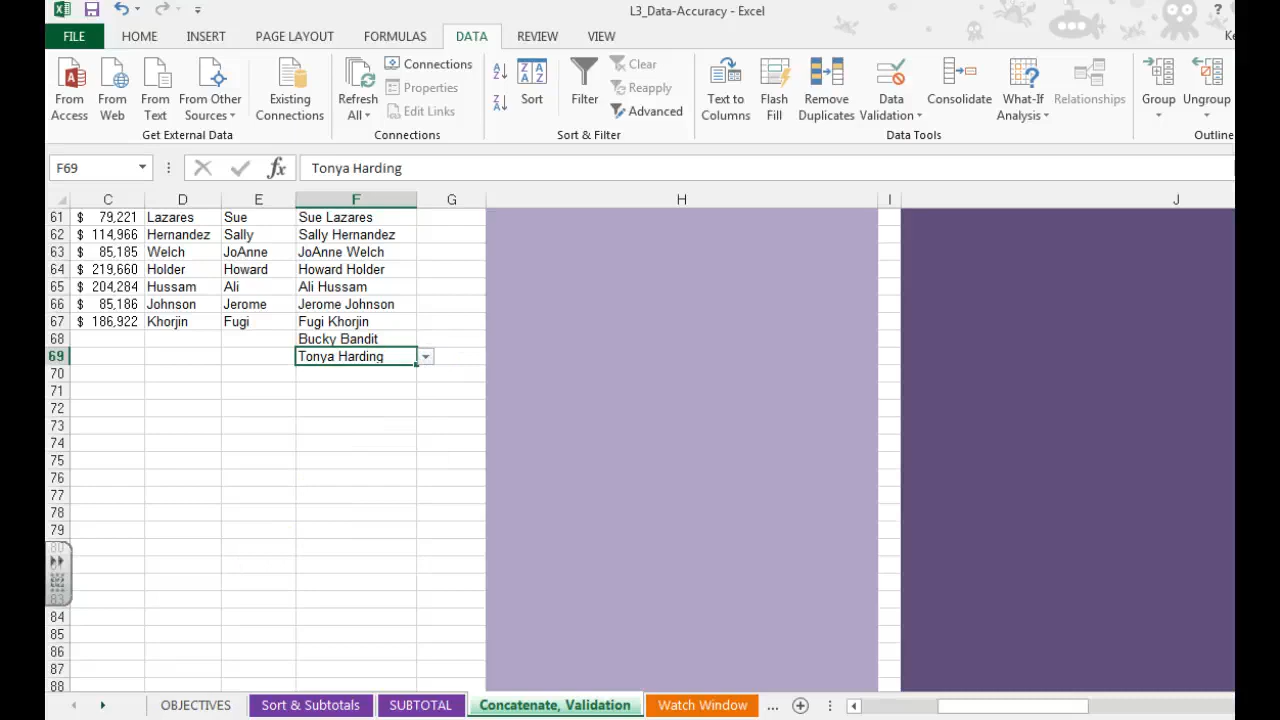 L3_Data-Accuracy - Excel
?
FILE HOME INSERT PAGE LAYOUT FORMULAS DATA REVIEW VIEW
From Access
From Web
From Text
From Other Sources
Existing Connections
Get External Data
Refresh All
Connections
Properties
Edit Links
Connections
Sort
Filter
Clear
Reapply
Advanced
Sort & Filter
Text to Columns
Flash Fill
Remove Duplicates
Data Validation
Consolidate
What-If Analysis
Relationships
Data Tools
Group
Ungroup
Outline
F69 fx Tonya Harding
C D E F G H I J
61 $ 79,221 Lazares Sue Sue Lazares
62 $ 114,966 Hernandez Sally Sally Hernandez
63 $ 85,185 Welch JoAnne JoAnne Welch
64 $ 219,660 Holder Howard Howard Holder
65 $ 204,284 Hussam Ali Ali Hussam
66 $ 85,186 Johnson Jerome Jerome Johnson
67 $ 186,922 Khorjin Fugi Fugi Khorjin
68 Bucky Bandit
69 Tonya Harding
70
71
72
73
74
75
76
77
78
79
80
83
84
85
86
87
88
OBJECTIVES Sort & Subtotals SUBTOTAL Concatenate, Validation Watch Window ...